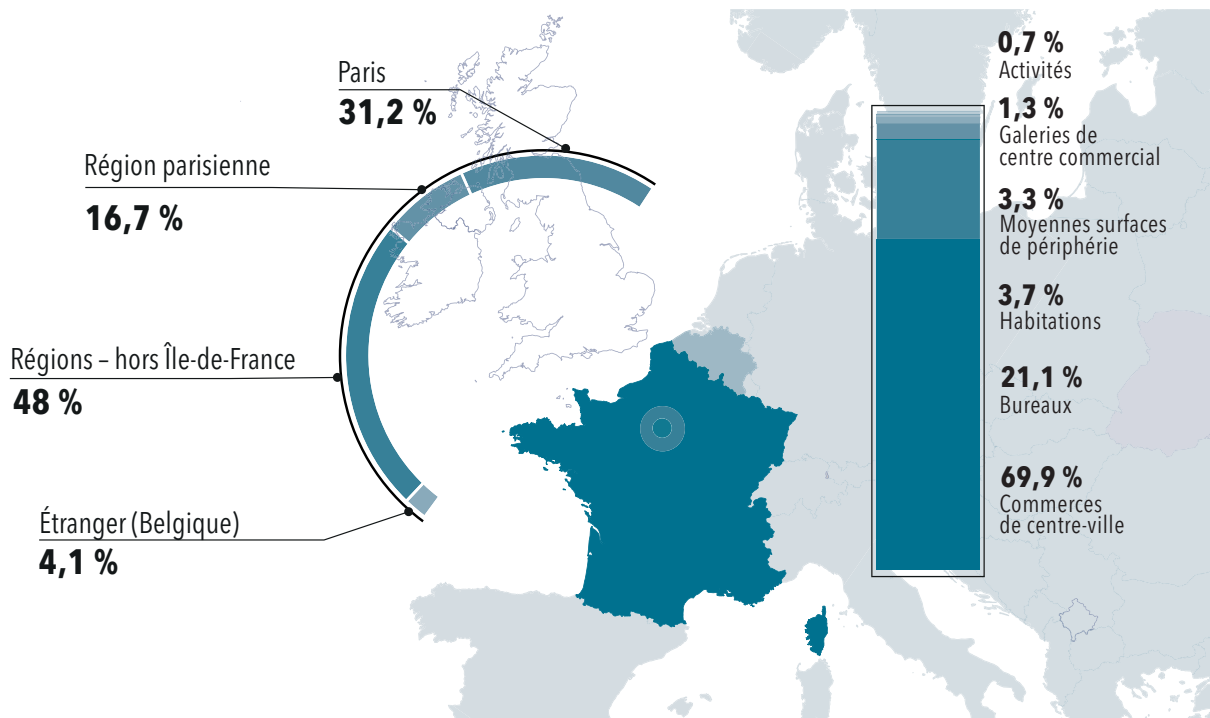 Paris
31,2 %
Région parisienne
16,7 %
Régions – hors Île-de-France
48 %
Étranger (Belgique)
4,1 %
0,7 %
Activités
1,3 %
Galeries de
centre commercial
3,3 %
Moyennes surfaces
de périphérie
3,7 %
Habitations
21,1 %
Bureaux
69,9 %
Commerces
de centre-ville